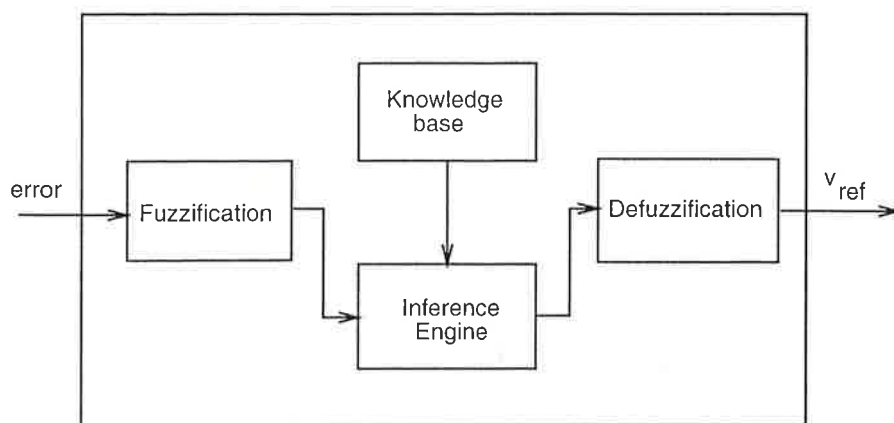 Knowledge
base
error
Fuzzification
Defuzzification
v
ref
Inference
Engine